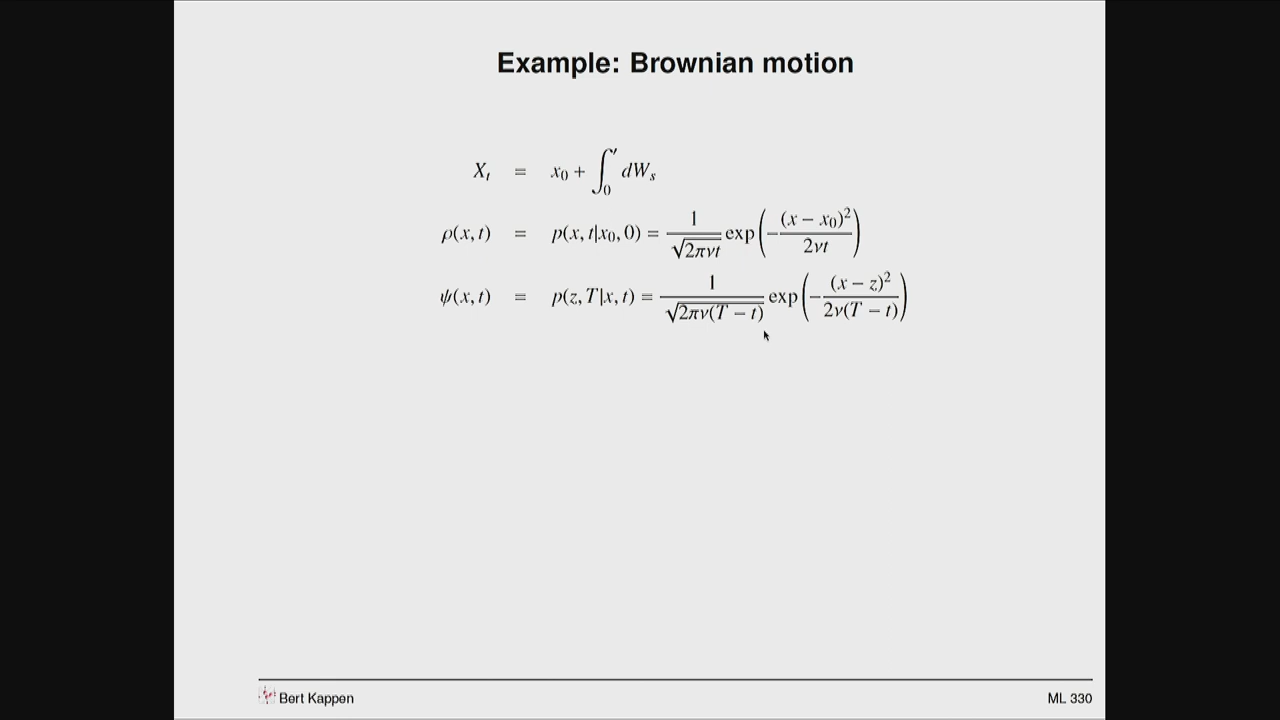 Example: Brownian motion
X_t = x_0 + ∫_0^t dW_s
ρ(x, t) = p(x, t|x_0, 0) = 1/√(2πνt) exp(−(x − x_0)^2/(2νt))
ψ(x, t) = p(z, T|x, t) = 1/√(2πν(T − t)) exp(−(x − z)^2/(2ν(T − t)))
Bert Kappen
ML 330